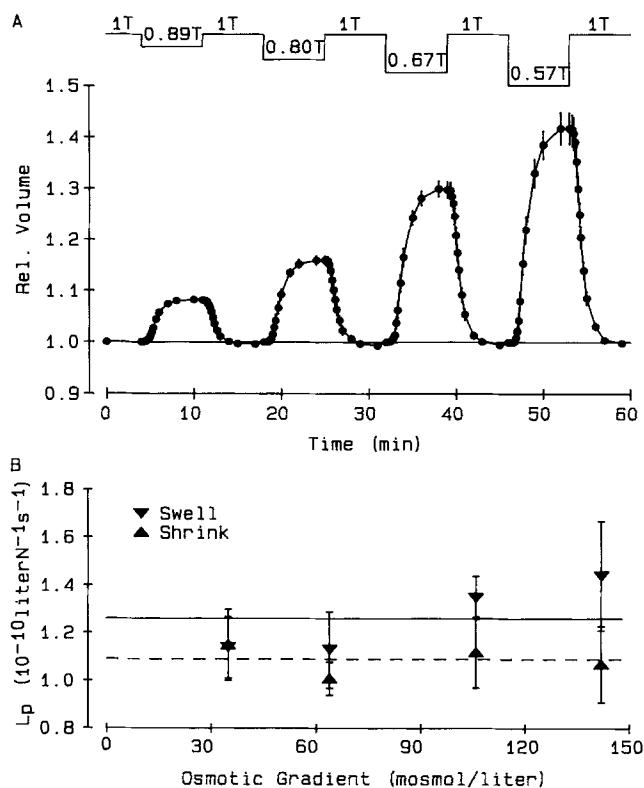 A
1T 0.89T 1T 0.80T 1T 0.67T 1T 0.57T 1T
1.5
1.4
1.3
1.2
1.1
1.0
0.9
Rel. Volume
0 10 20 30 40 50 60
Time (min)
B
1.8
1.6
1.4
1.2
1.0
0.8
Lp (10-10literN-1s-1)
Swell
Shrink
0 30 60 90 120 150
Osmotic Gradient (mosmol/liter)